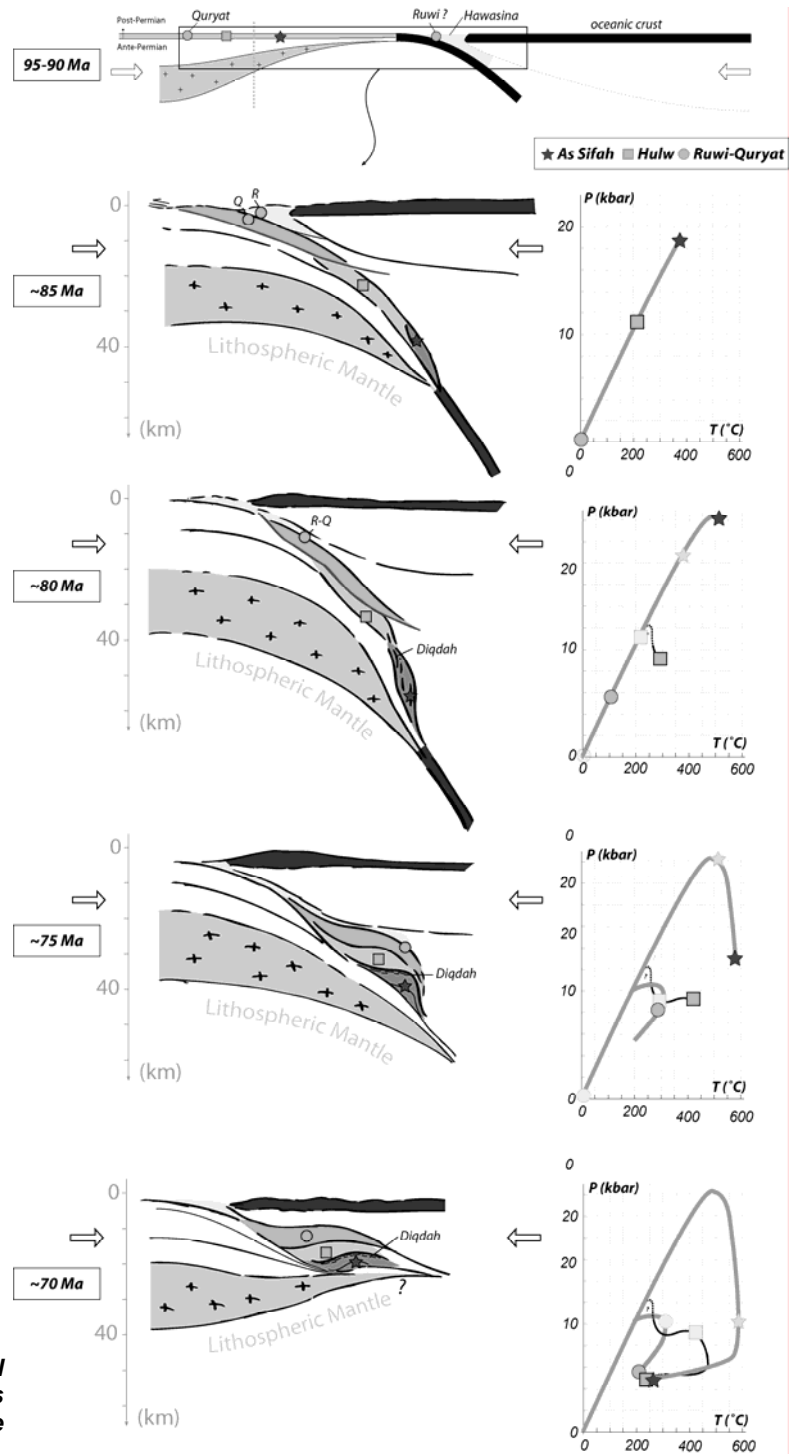 Post-Permian
Ante-Permian
Quryat
Ruwi ?
Hawasina
oceanic crust
95-90 Ma
As Sifah
Hulw
Ruwi-Quryat
0
Q
R
~85 Ma
40
Lithospheric Mantle
(km)
P (kbar)
20
10
T (˚C)
0
200
400
600
0
0
R-Q
~80 Ma
40
Diqdah
Lithospheric Mantle
(km)
P (kbar)
20
10
T (˚C)
0
0
200
400
600
0
~75 Ma
40
Diqdah
Lithospheric Mantle
(km)
0
P (kbar)
20
20
10
T (˚C)
0
0
200
400
600
0
~70 Ma
40
Diqdah
?
Lithospheric Mantle
(km)
0
P (kbar)
20
20
10
?
T (˚C)
0
0
200
400
600
l
s
e